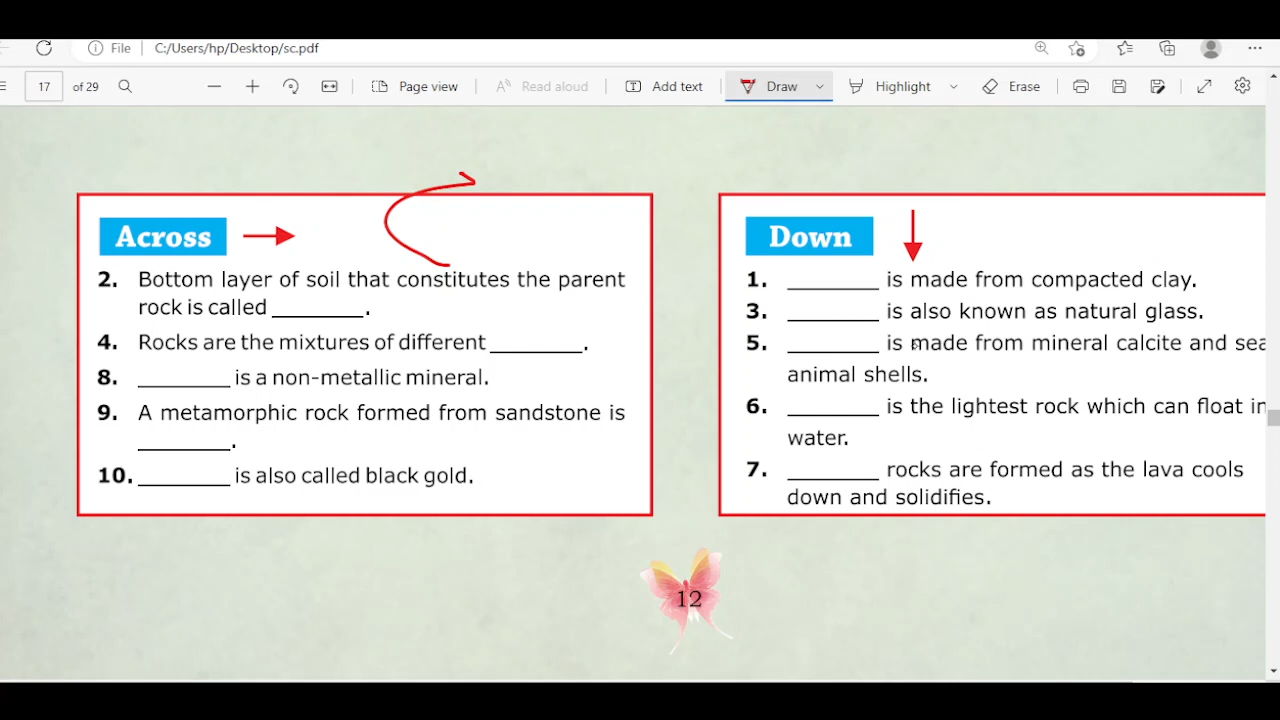 File C:/Users/hp/Desktop/sc.pdf
17 of 29 Page view Read aloud Add text Draw Highlight Erase
Across
2. Bottom layer of soil that constitutes the parent
rock is called ________.
4. Rocks are the mixtures of different ________.
8. ________ is a non-metallic mineral.
9. A metamorphic rock formed from sandstone is
________.
10. ________ is also called black gold.
Down
1. ________ is made from compacted clay.
3. ________ is also known as natural glass.
5. ________ is made from mineral calcite and sea
animal shells.
6. ________ is the lightest rock which can float in
water.
7. ________ rocks are formed as the lava cools
down and solidifies.
12